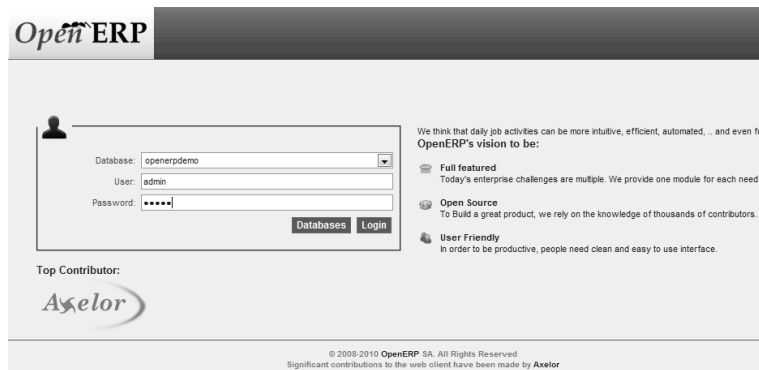 OpenERP
Database: openerpdemo
User: admin
Password: •••••
Databases Login
Top Contributor:
Axelor
We think that daily job activities can be more intuitive, efficient, automated, .. and even
OpenERP's vision to be:
Full featured
Today's enterprise challenges are multiple. We provide one module for each need
Open Source
To Build a great product, we rely on the knowledge of thousands of contributors.
User Friendly
In order to be productive, people need clean and easy to use interface.
© 2008-2010 OpenERP SA. All Rights Reserved
Significant contributions to the web client have been made by Axelor